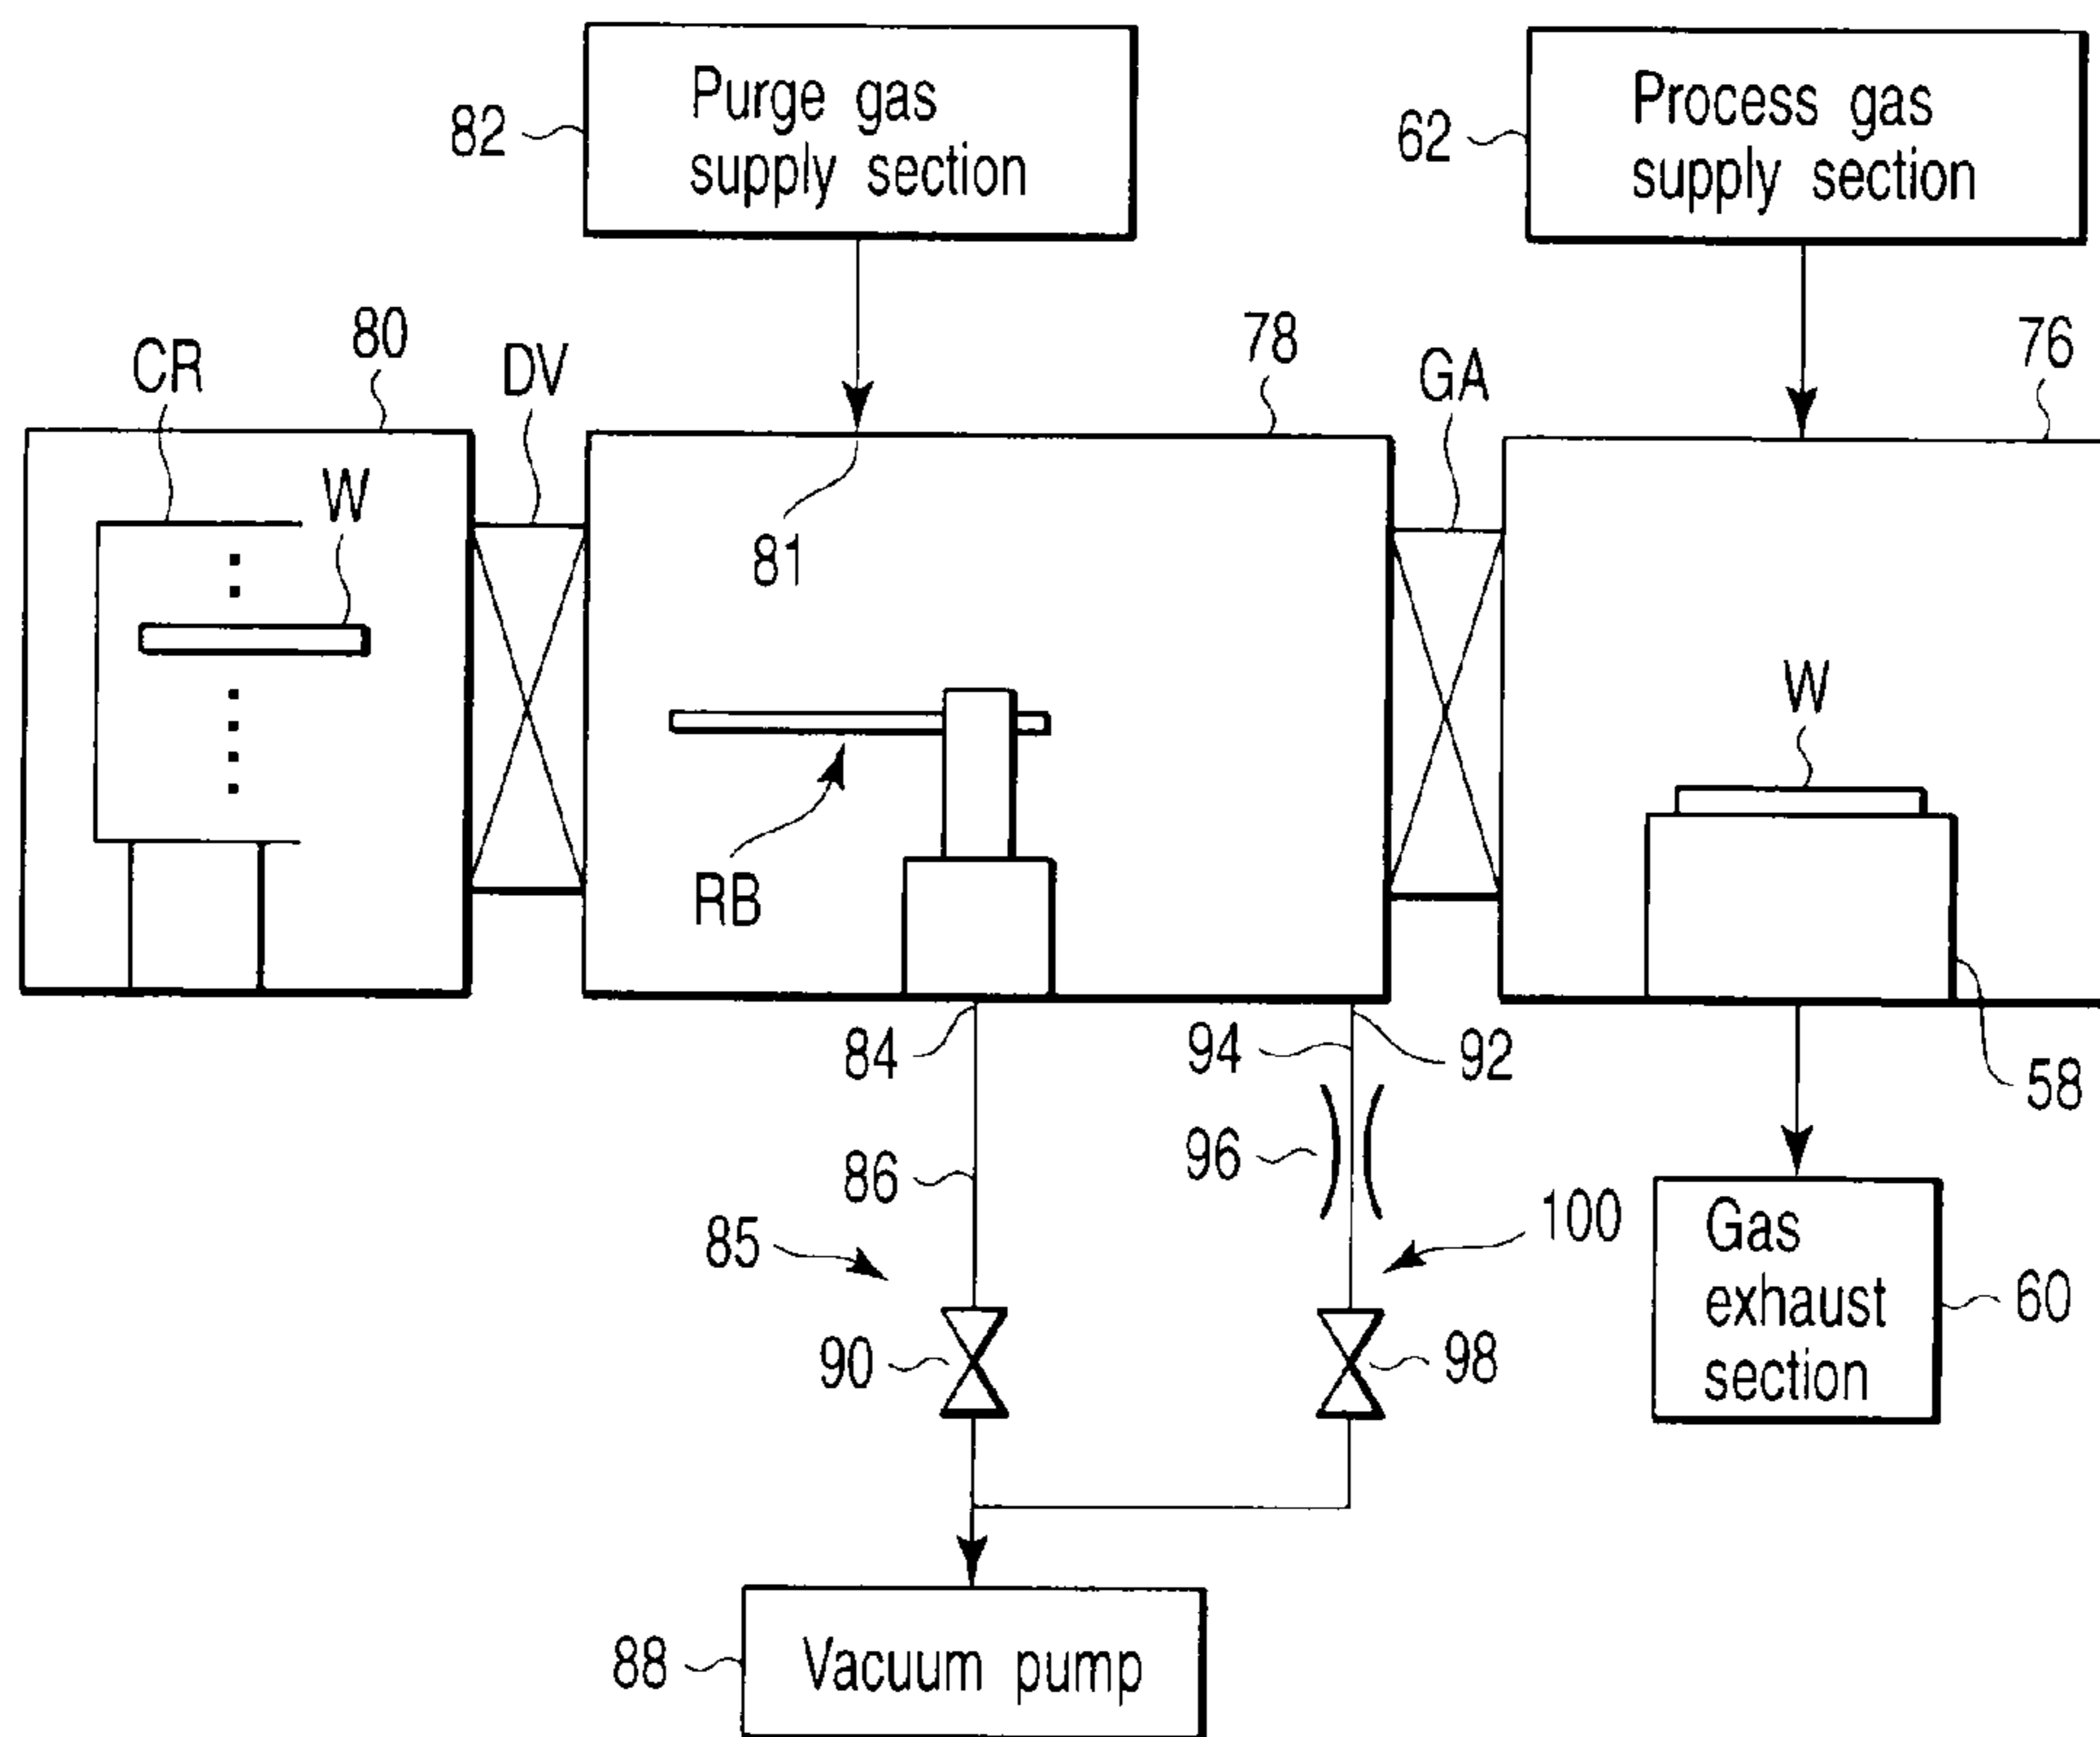 Purge gas
supply section
82
Process gas
supply section
62
CR
80
DV
78
GA
76
W
81
W
RB
84
94
92
58
96
86
85
100
Gas
exhaust
section
60
90
98
88
Vacuum pump